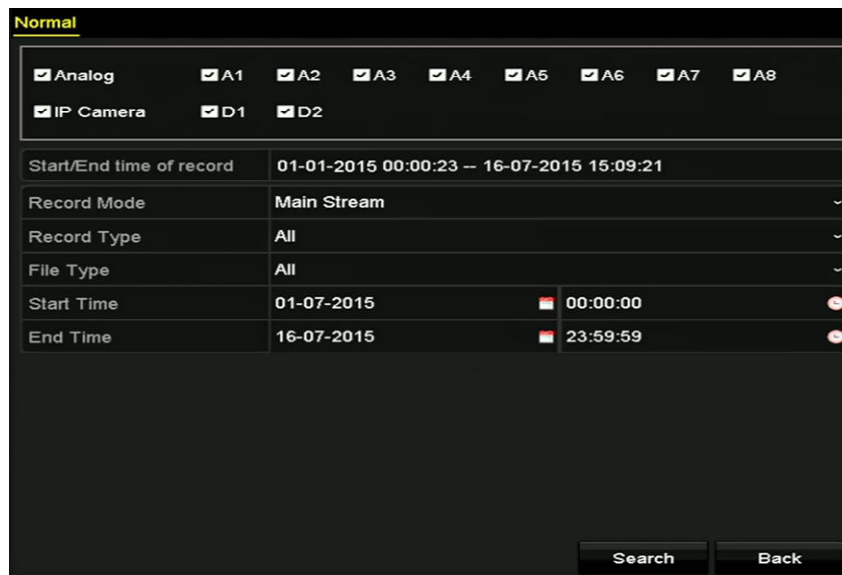 Normal
Analog A1 A2 A3 A4 A5 A6 A7 A8
IP Camera D1 D2
Start/End time of record 01-01-2015 00:00:23 -- 16-07-2015 15:09:21
Record Mode Main Stream
Record Type All
File Type All
Start Time 01-07-2015 00:00:00
End Time 16-07-2015 23:59:59
Search Back